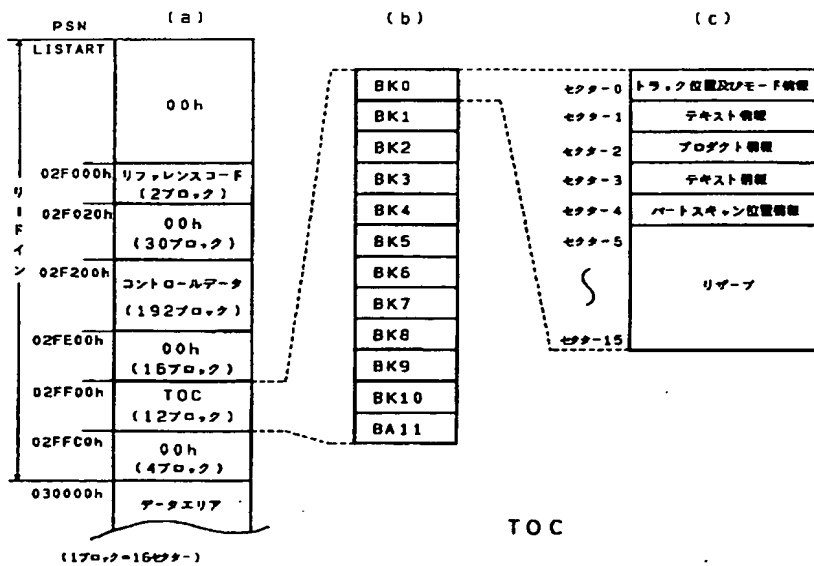 (a)
(b)
(c)
PSN
LISTART
00h
02F000h
リファレンスコード
(2ブロック)
02F020h
00h
(30ブロック)
02F200h
コントロールデータ
(192ブロック)
02FE00h
00h
(16ブロック)
02FF00h
TOC
(12ブロック)
02FFC0h
00h
(4ブロック)
030000h
データエリア
リードイン
(1ブロック=16セクター)
BK0
BK1
BK2
BK3
BK4
BK5
BK6
BK7
BK8
BK9
BK10
BA11
セクター0
トラック位置及びモード情報
セクター1
テキスト情報
セクター2
プロダクト情報
セクター3
テキスト情報
セクター4
パートスキャン位置情報
セクター5
リザーブ
セクター15
TOC